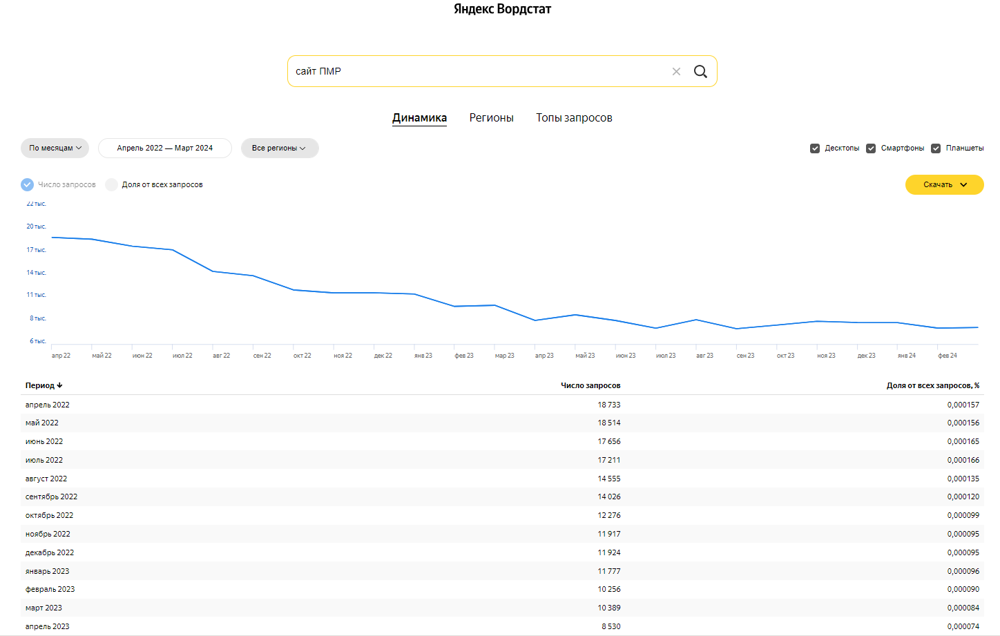 Яндекс Вордстат
сайт ПМР
Динамика Регионы Топы запросов
По месяцам Апрель 2022 — Март 2024 Все регионы Десктопы Смартфоны Планшеты
Число запросов Доля от всех запросов Скачать
22 тыс.
20 тыс.
17 тыс.
14 тыс.
11 тыс.
8 тыс.
6 тыс.
апр 22 май 22 июн 22 июл 22 авг 22 сен 22 окт 22 ноя 22 дек 22 янв 23 фев 23 мар 23 апр 23 май 23 июн 23 июл 23 авг 23 сен 23 окт 23 ноя 23 дек 23 янв 24 фев 24
Период Число запросов Доля от всех запросов, %
апрель 2022 18 733 0,000157
май 2022 18 514 0,000156
июнь 2022 17 656 0,000165
июль 2022 17 211 0,000166
август 2022 14 555 0,000135
сентябрь 2022 14 026 0,000120
октябрь 2022 12 276 0,000099
ноябрь 2022 11 917 0,000095
декабрь 2022 11 924 0,000095
январь 2023 11 777 0,000096
февраль 2023 10 256 0,000090
март 2023 10 389 0,000084
апрель 2023 8 530 0,000074